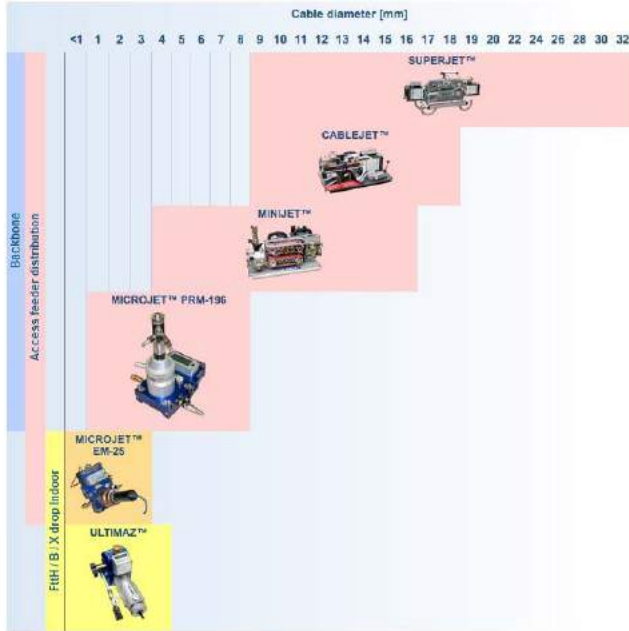 Cable diameter [mm]
<1 1 2 3 4 5 6 7 8 9 10 11 12 13 14 15 16 17 18 19 20 22 24 26 28 30 32
SUPERJET™
CABLEJET™
MINIJET™
MICROJET™ PRM-196
MICROJET™
EM-25
ULTIMAZ™
Backbone
Access feeder distribution
FttH / B / X drop Indoor